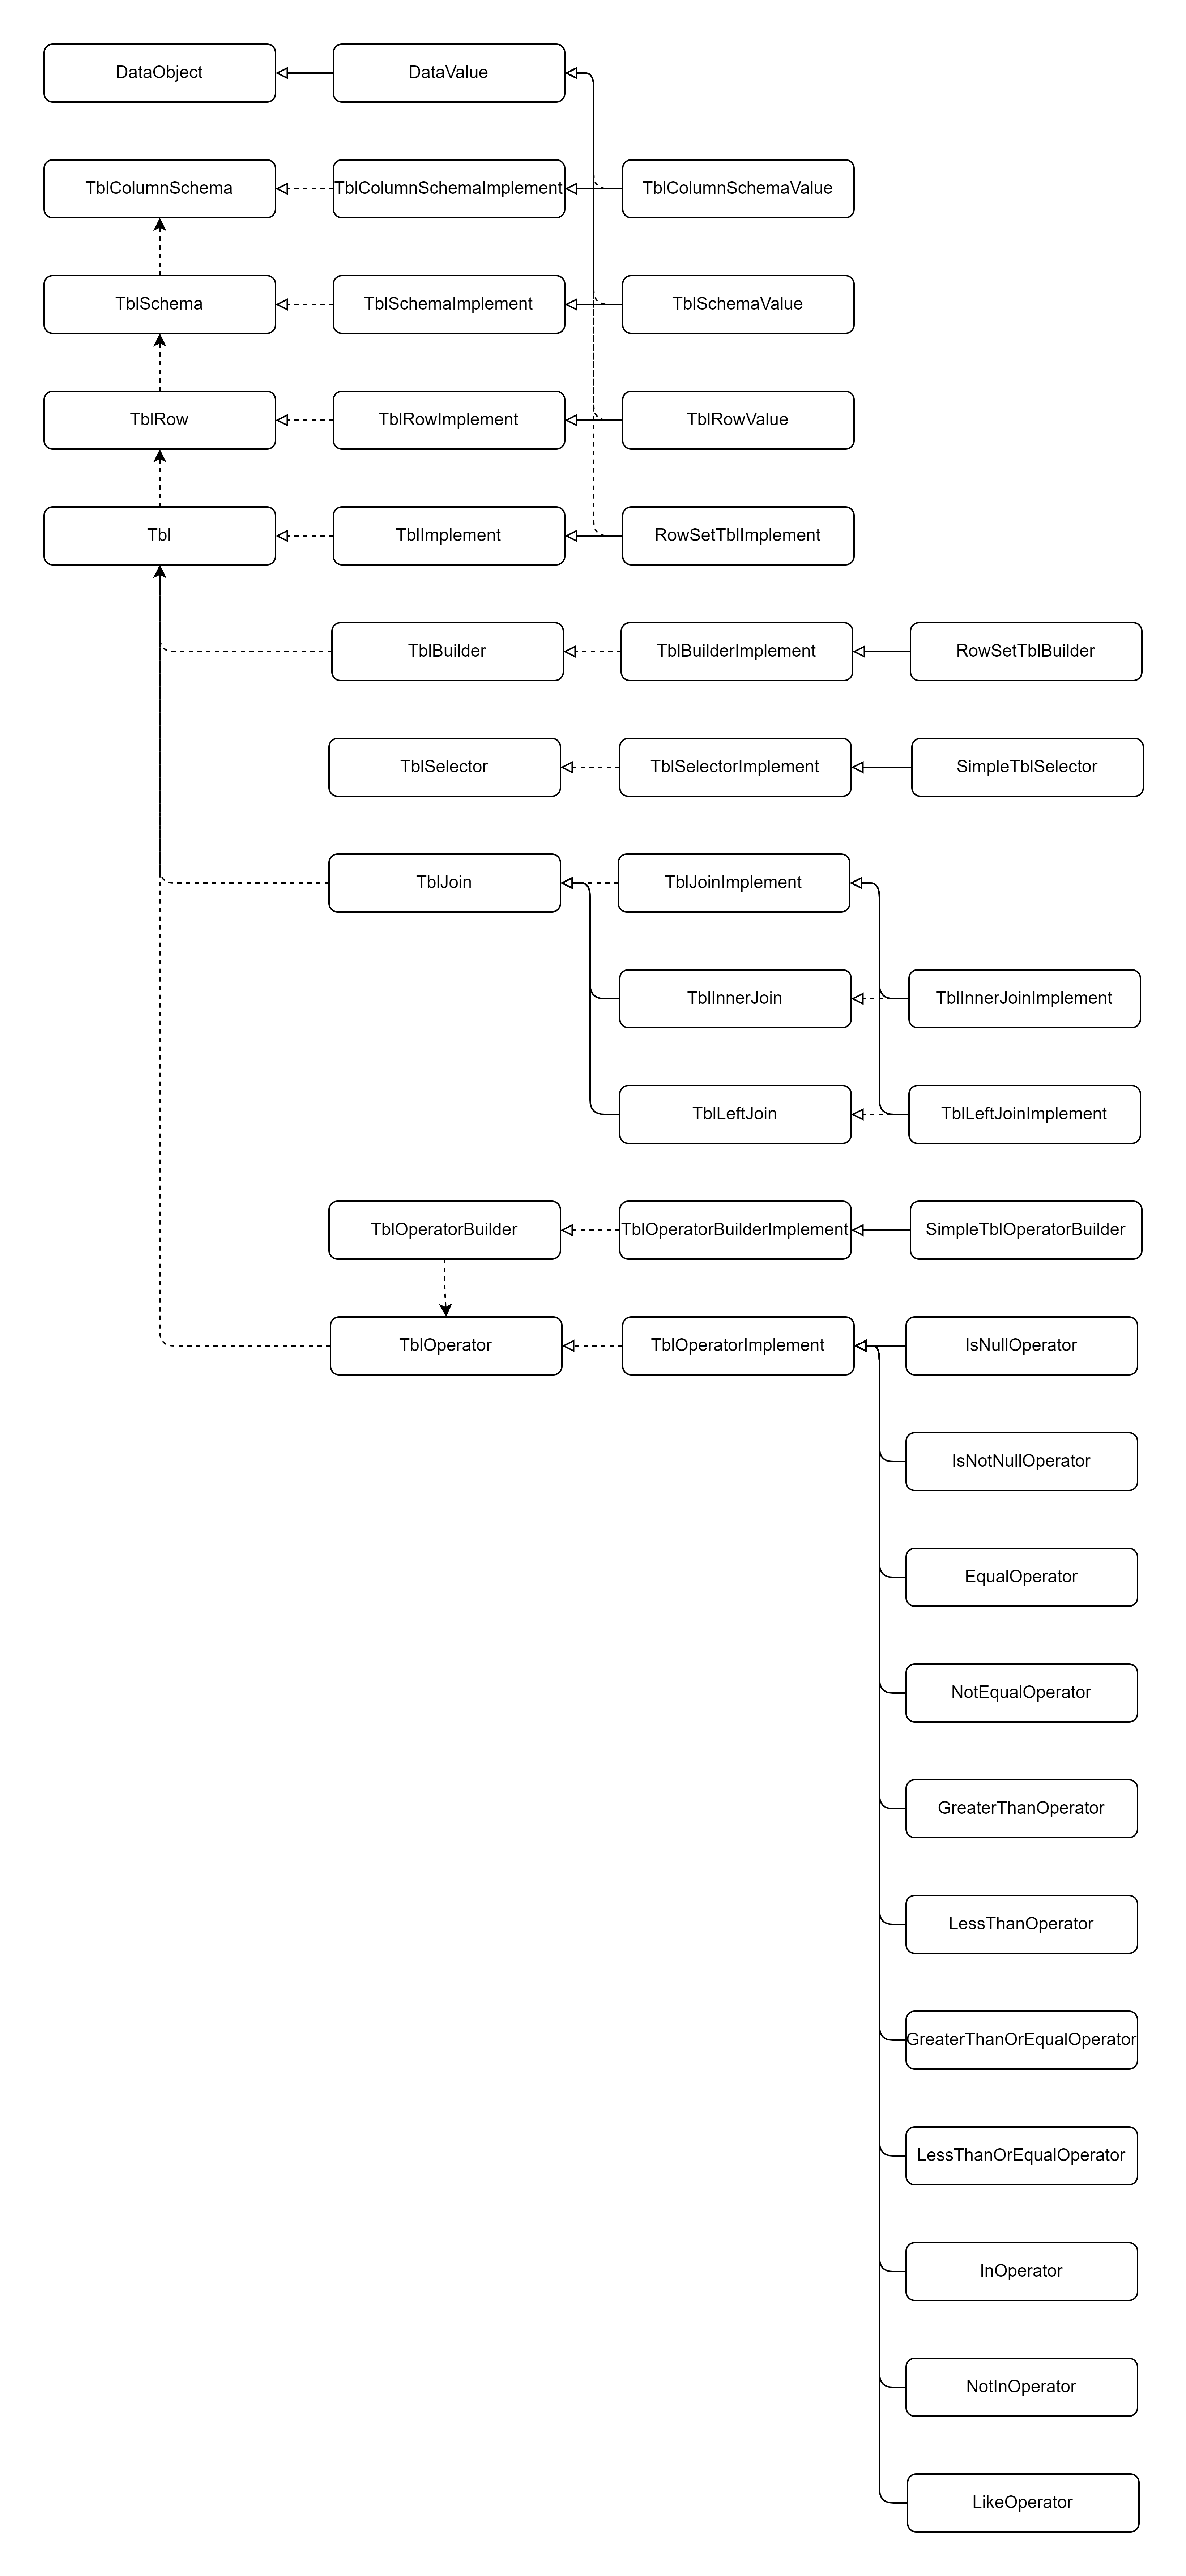 DataObject
DataValue
TblColumnSchema
TblColumnSchemaImplement
TblColumnSchemaValue
TblSchema
TblSchemaImplement
TblSchemaValue
TblRow
TblRowImplement
TblRowValue
Tbl
TblImplement
RowSetTblImplement
TblBuilder
TblBuilderImplement
RowSetTblBuilder
TblSelector
TblSelectorImplement
SimpleTblSelector
TblJoin
TblJoinImplement
TblInnerJoin
TblInnerJoinImplement
TblLeftJoin
TblLeftJoinImplement
TblOperatorBuilder
TblOperatorBuilderImplement
SimpleTblOperatorBuilder
TblOperator
TblOperatorImplement
IsNullOperator
IsNotNullOperator
EqualOperator
NotEqualOperator
GreaterThanOperator
LessThanOperator
GreaterThanOrEqualOperator
LessThanOrEqualOperator
InOperator
NotInOperator
LikeOperator